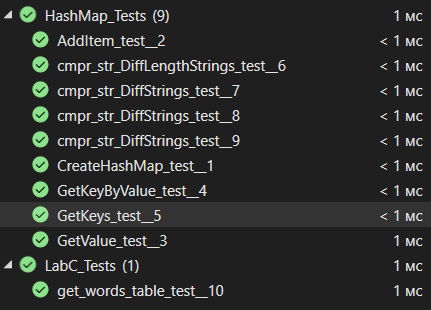 HashMap_Tests (9) 1 мс
AddItem_test__2 < 1 мс
cmpr_str_DiffLengthStrings_test__6 < 1 мс
cmpr_str_DiffStrings_test__7 < 1 мс
cmpr_str_DiffStrings_test__8 < 1 мс
cmpr_str_DiffStrings_test__9 < 1 мс
CreateHashMap_test__1 < 1 мс
GetKeyByValue_test__4 < 1 мс
GetKeys_test__5 < 1 мс
GetValue_test__3 1 мс
LabC_Tests (1) 1 мс
get_words_table_test__10 1 мс